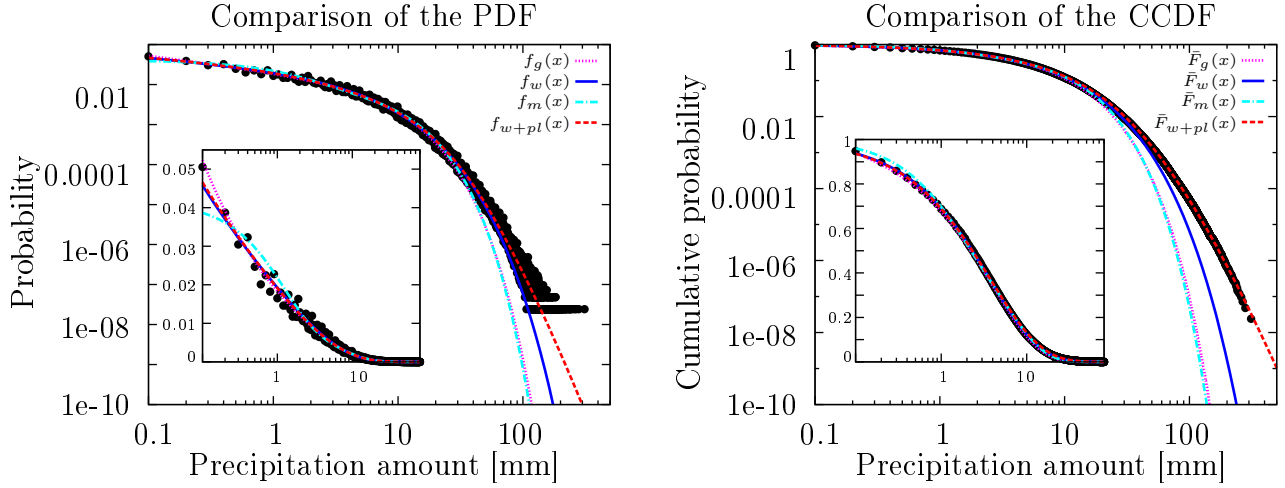 Comparison of the PDF
f_g(x)
f_w(x)
f_m(x)
f_{w+pl}(x)
Probability
0.01
0.0001
1e-06
1e-08
1e-10
0.1 1 10 100
Precipitation amount [mm]
0.05
0.04
0.03
0.02
0.01
0
1 10
Comparison of the CCDF
F̄_g(x)
F̄_w(x)
F̄_m(x)
F̄_{w+pl}(x)
Cumulative probability
1
0.01
0.0001
1e-06
1e-08
1e-10
0.1 1 10 100
Precipitation amount [mm]
1
0.8
0.6
0.4
0.2
0
1 10